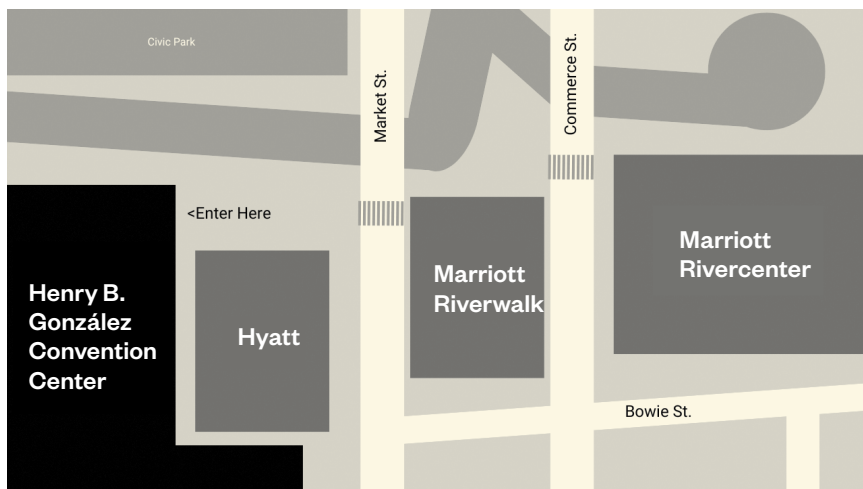 Civic Park
Market St.
Commerce St.
<Enter Here
Henry B.
González
Convention
Center
Hyatt
Marriott
Riverwalk
Marriott
Rivercenter
Bowie St.